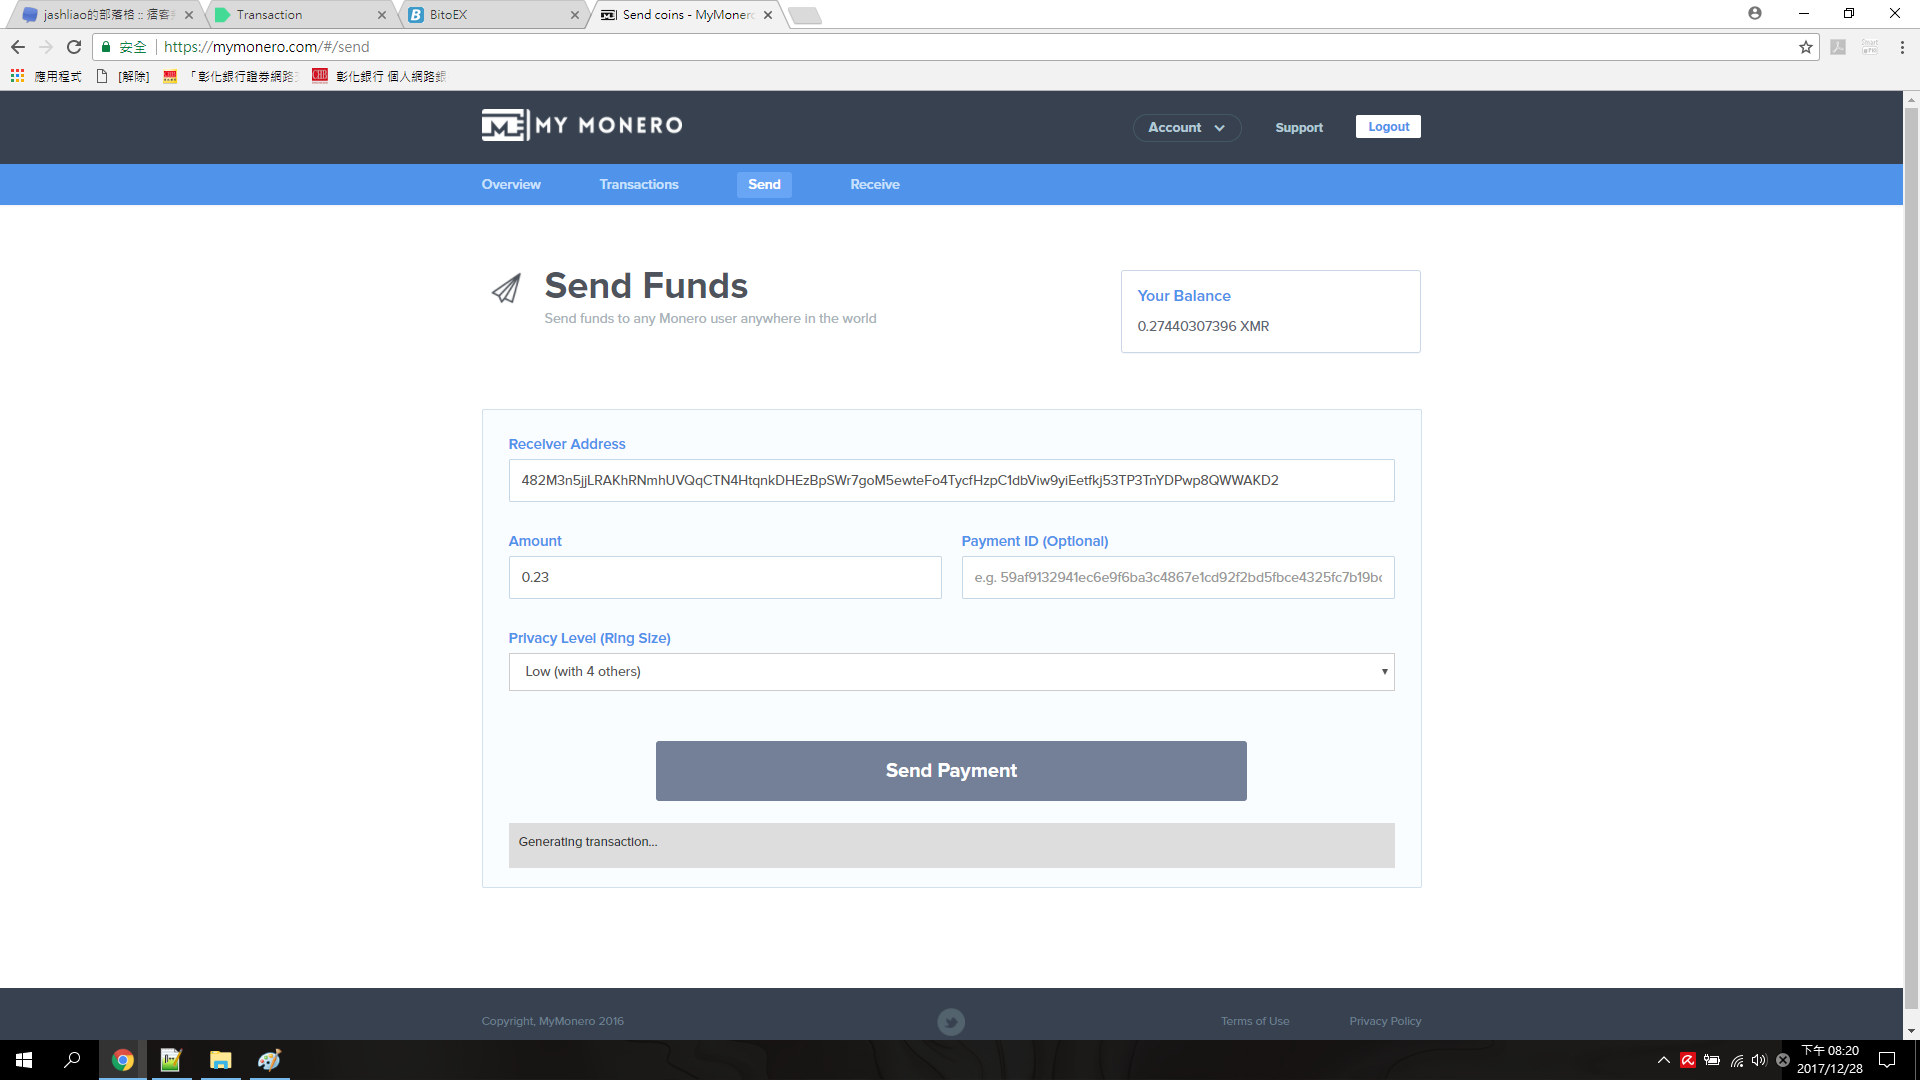 jashliao的部落格 :: 痞客
Transaction
BitoEX
Send coins - MyMonero
安全
https://mymonero.com/#/send
應用程式
[解除]
「彰化銀行證券網路
彰化銀行 個人網路銀
MY MONERO
Account
Support
Logout
Overview
Transactions
Send
Receive
Send Funds
Send funds to any Monero user anywhere in the world
Your Balance
0.27440307396 XMR
Receiver Address
482M3n5jjLRAKhRNmhUVQqCTN4HtqnkDHEzBpSWr7goM5ewteFo4TycfHzpC1dbViw9yiEetfkj53TP3TnYDPwp8QWWAKD2
Amount
Payment ID (Optional)
0.23
e.g. 59af9132941ec6e9f6ba3c4867e1cd92f2bd5fbce4325fc7b19bc
Privacy Level (Ring Size)
Low (with 4 others)
Send Payment
Generating transaction...
Copyright, MyMonero 2016
Terms of Use
Privacy Policy
下午 08:20
2017/12/28